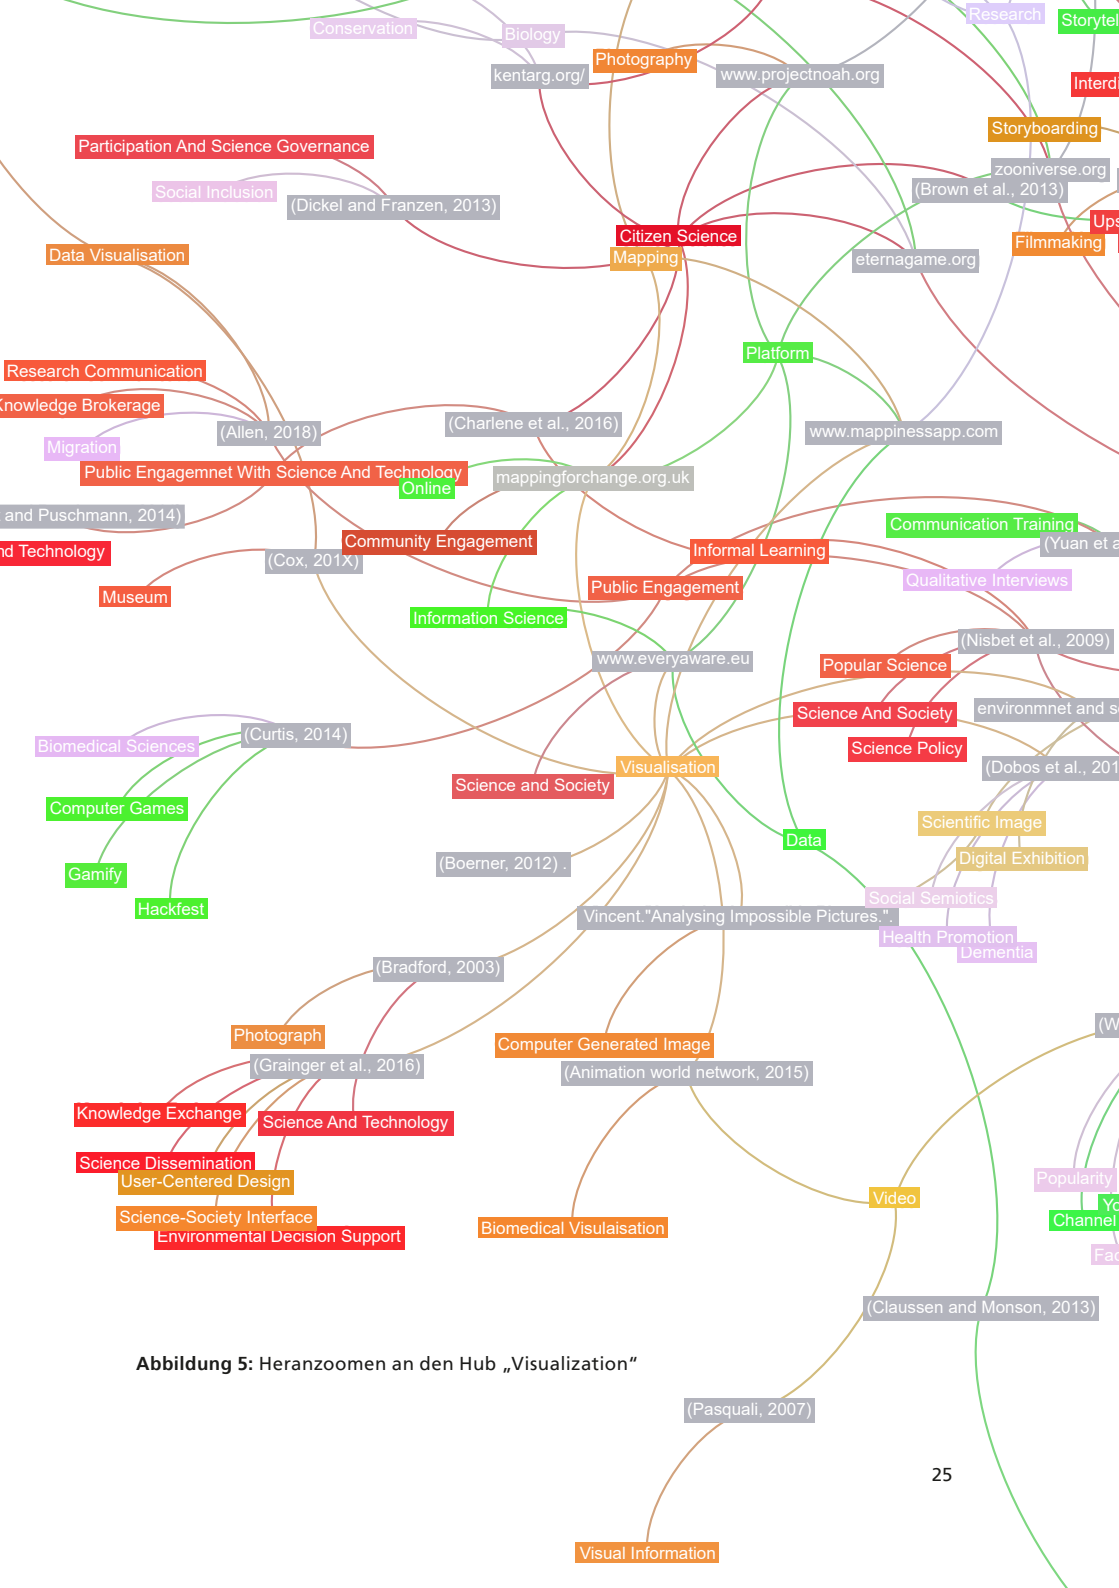 Research
Storytel
Conservation
Biology
Photography
kentarg.org/
www.projectnoah.org
Interdi
Storyboarding
Participation And Science Governance
zooniverse.org
Social Inclusion
(Brown et al., 2013)
(Dickel and Franzen, 2013)
Ups
Citizen Science
Filmmaking
Data Visualisation
Mapping
eternagame.org
Platform
Research Communication
Knowledge Brokerage
(Charlene et al., 2016)
(Allen, 2018)
www.mappinessapp.com
Migration
Public Engagemnet With Science And Technology
mappingforchange.org.uk
Online
and Puschmann, 2014)
Communication Training
Community Engagement
(Yuan et a
nd Technology
Informal Learning
(Cox, 201X)
Qualitative Interviews
Public Engagement
Museum
Information Science
(Nisbet et al., 2009)
www.everyaware.eu
Popular Science
environmnet and s
Science And Society
(Curtis, 2014)
Biomedical Sciences
Science Policy
Visualisation
(Dobos et al., 201
Science and Society
Computer Games
Scientific Image
Data
Digital Exhibition
(Boerner, 2012) .
Gamify
Social Semiotics
Hackfest
Vincent."Analysing Impossible Pictures.".
Health Promotion
Dementia
(Bradford, 2003)
(W
Photograph
Computer Generated Image
(Grainger et al., 2016)
(Animation world network, 2015)
Knowledge Exchange
Science And Technology
Science Dissemination
User-Centered Design
Popularity
Video
Yo
Science-Society Interface
Channel
Biomedical Visulaisation
Environmental Decision Support
Fac
(Claussen and Monson, 2013)
Abbildung 5: Heranzoomen an den Hub „Visualization“
(Pasquali, 2007)
25
Visual Information